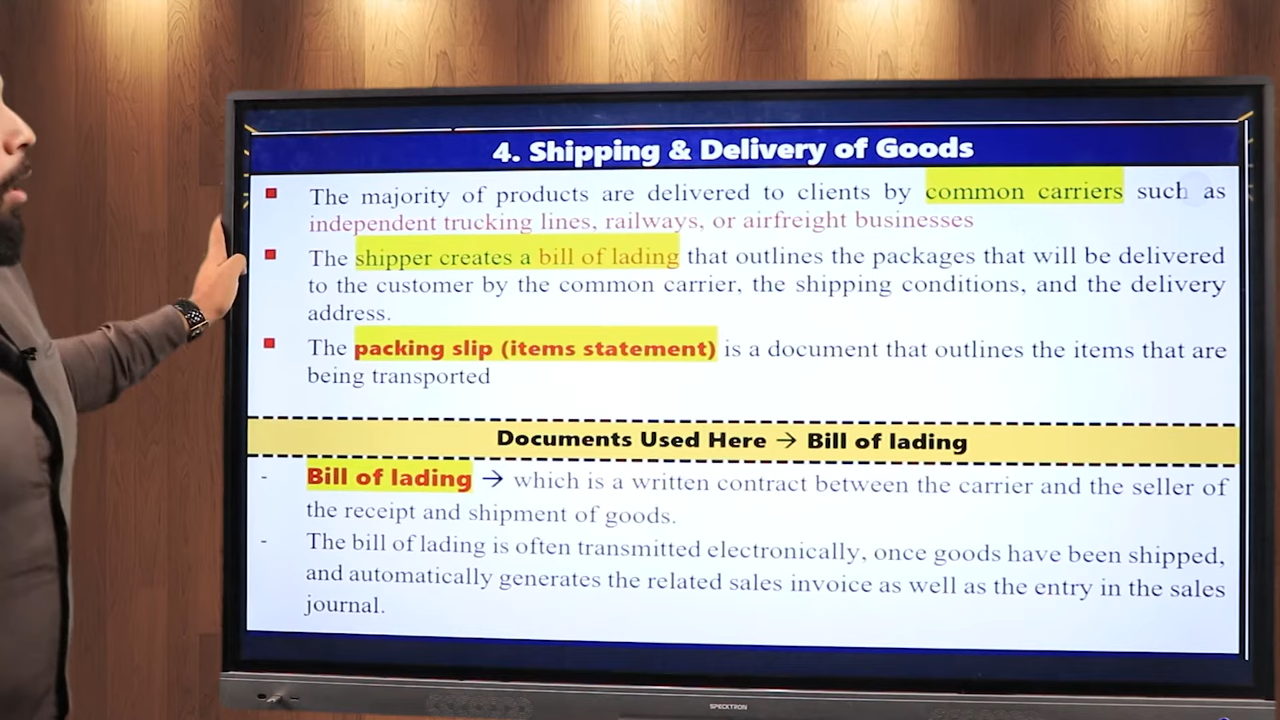 4. Shipping & Delivery of Goods
The majority of products are delivered to clients by common carriers such as
independent trucking lines, railways, or airfreight businesses
The shipper creates a bill of lading that outlines the packages that will be delivered
to the customer by the common carrier, the shipping conditions, and the delivery
address.
The packing slip (items statement) is a document that outlines the items that are
being transported
Documents Used Here → Bill of lading
- Bill of lading → which is a written contract between the carrier and the seller of
the receipt and shipment of goods.
- The bill of lading is often transmitted electronically, once goods have been shipped,
and automatically generates the related sales invoice as well as the entry in the sales
journal.
SPECKTRON